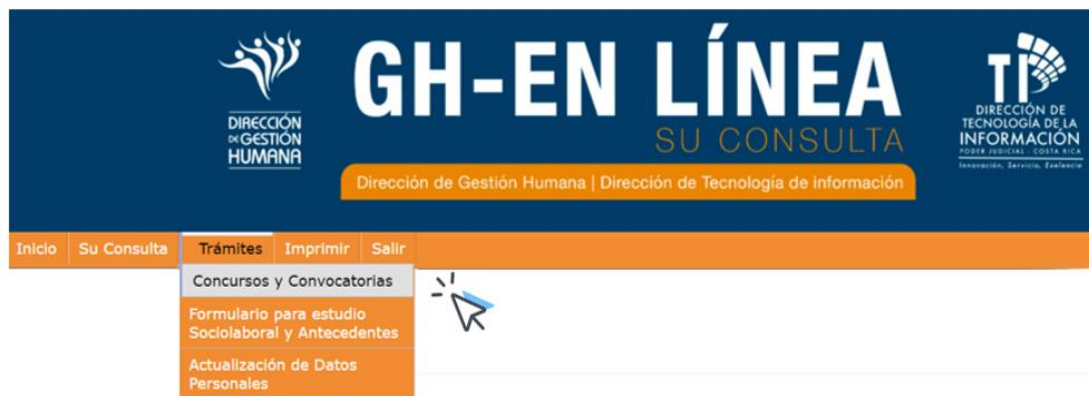 DIRECCIÓN
DE GESTIÓN
HUMANA
GH-EN LÍNEA
SU CONSULTA
Dirección de Gestión Humana | Dirección de Tecnología de información
TI
DIRECCIÓN DE
TECNOLOGÍA DE LA
INFORMACIÓN
PODER JUDICIAL - COSTA RICA
Innovación, Servicio, Exelencia
Inicio Su Consulta Trámites Imprimir Salir
Concursos y Convocatorias
Formulario para estudio
Sociolaboral y Antecedentes
Actualización de Datos
Personales